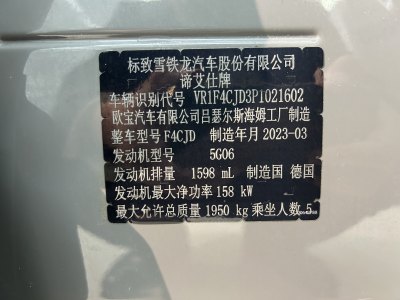 标致雪铁龙汽车股份有限公司
谛艾仕牌
车辆识别代号 VR1F4CJD3P1021602
欧宝汽车有限公司吕瑟尔斯海姆工厂制造
整车型号 F4CJD 制造年月 2023-03
发动机型号 5G06
发动机排量 1598 mL 制造国 德国
发动机最大净功率 158 kW
最大允许总质量 1950 kg 乘坐人数 5